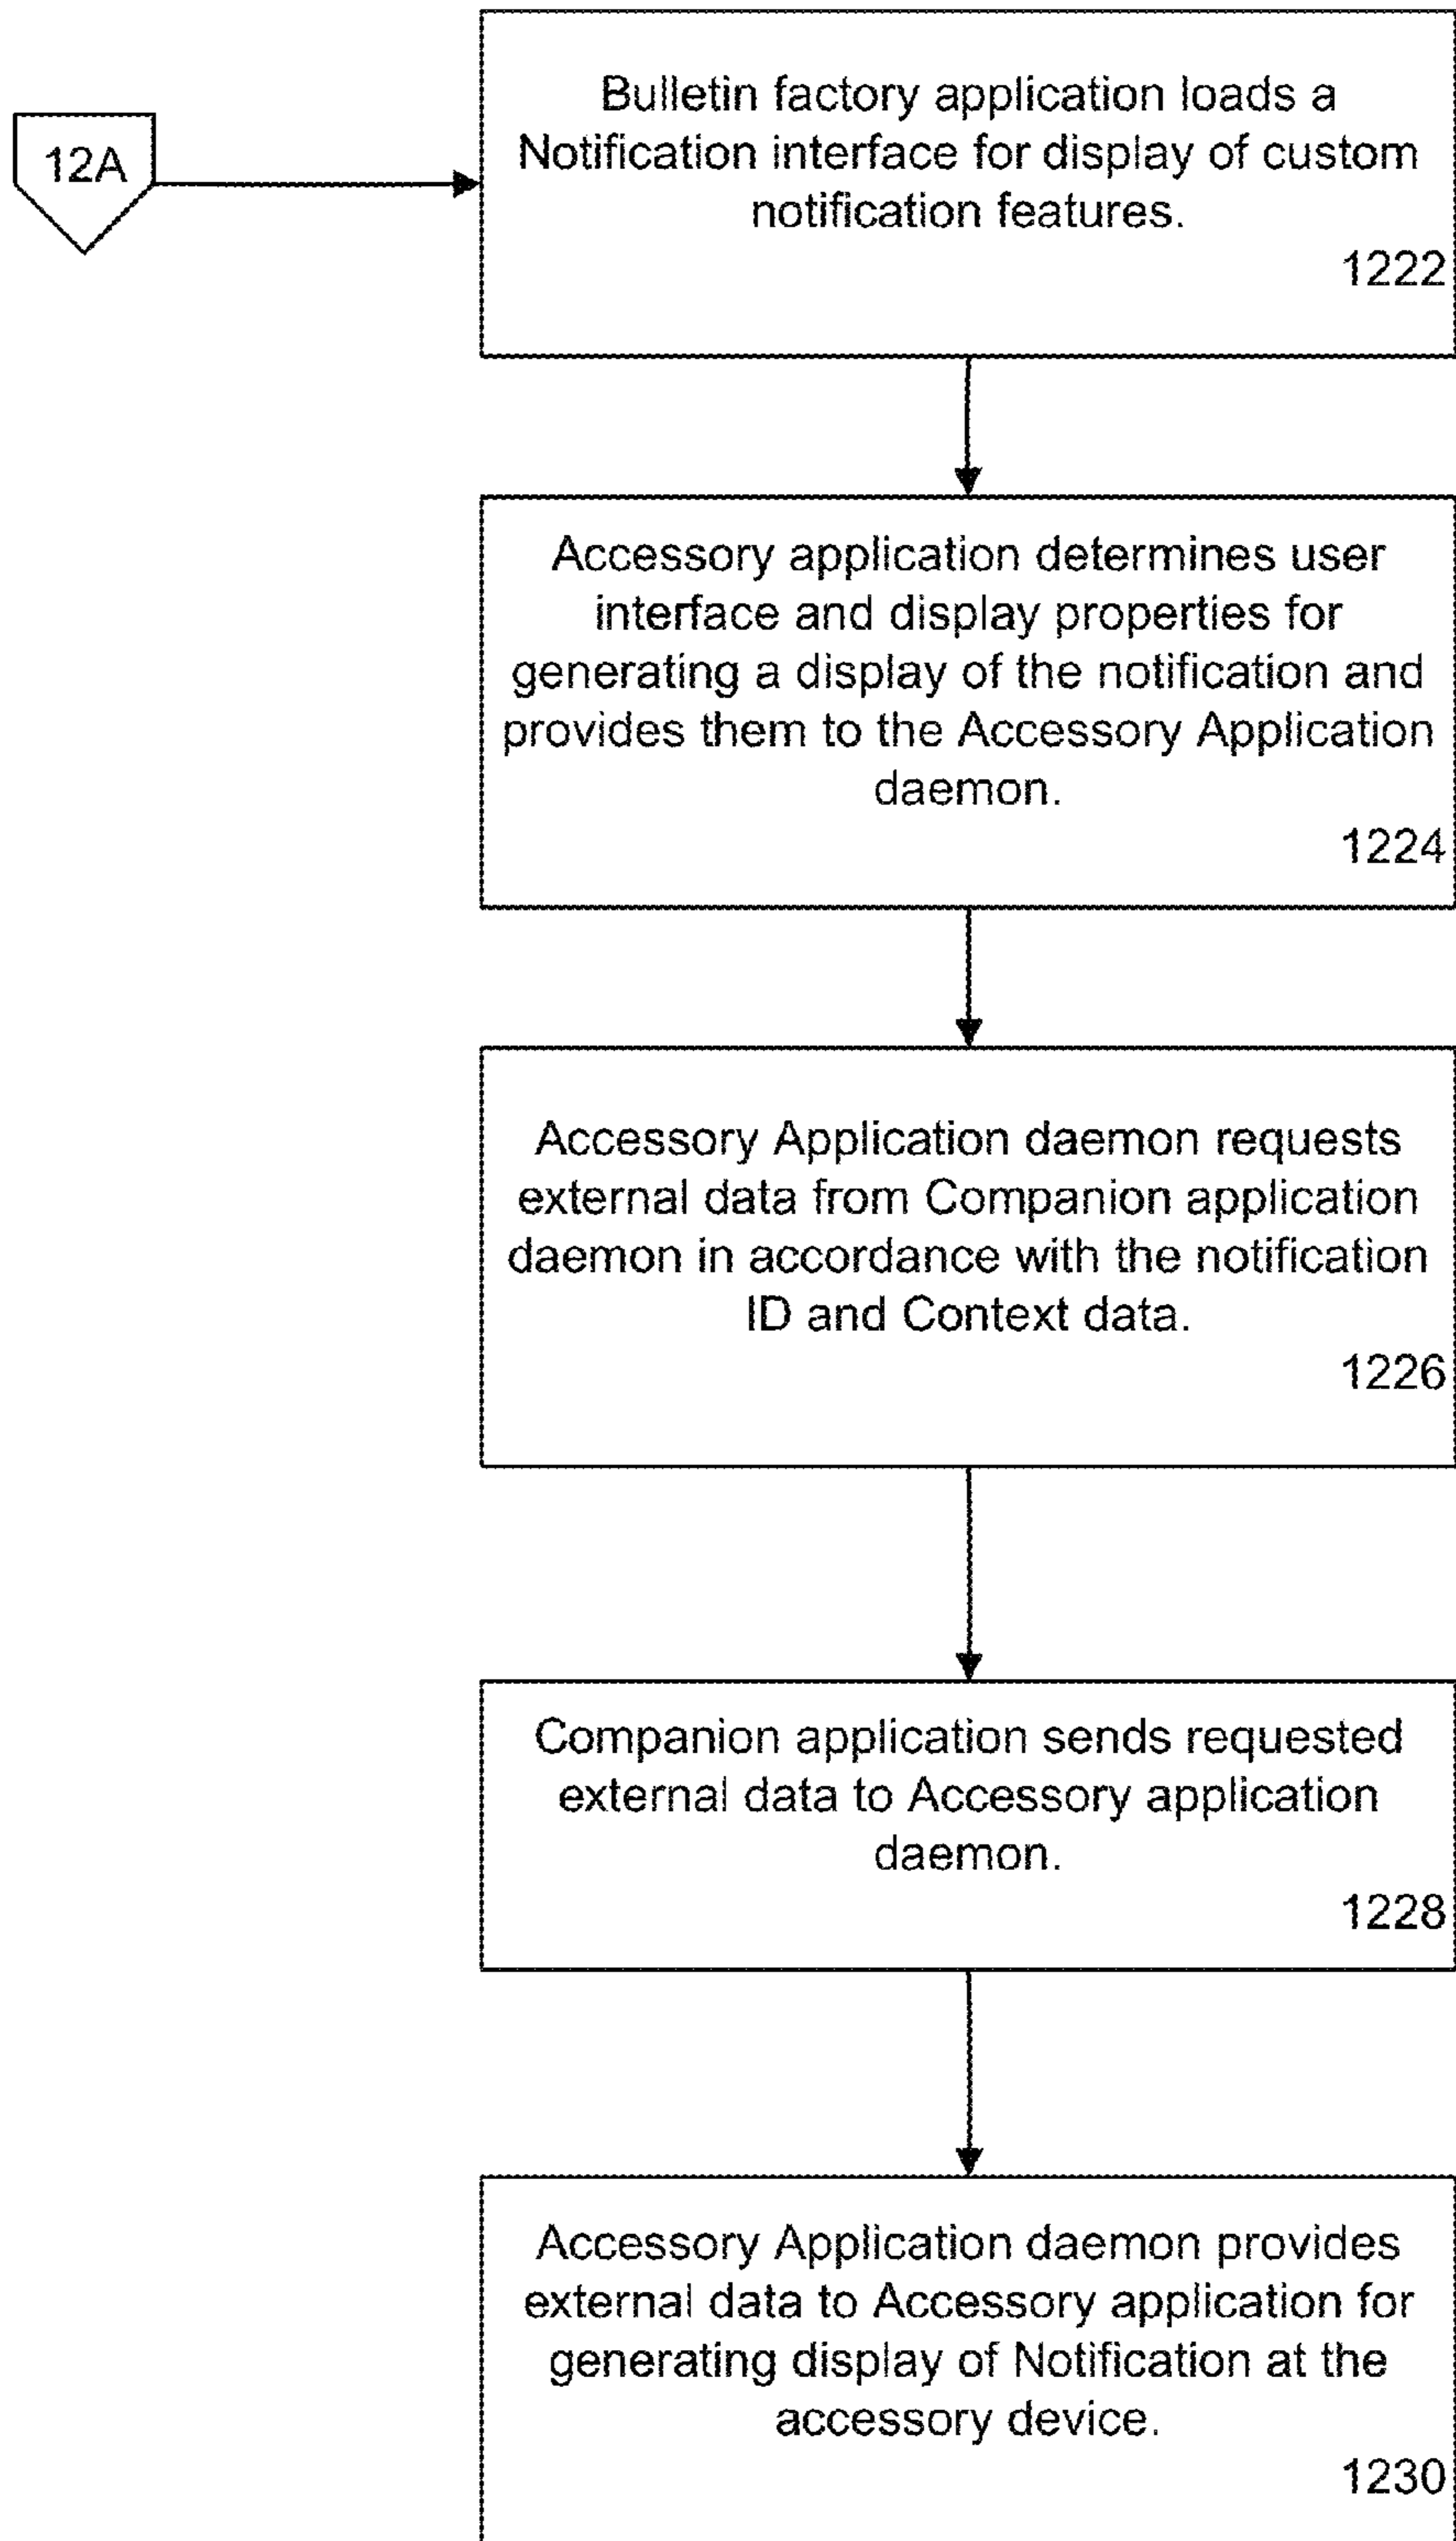 12A
Bulletin factory application loads a
Notification interface for display of custom
notification features.
1222
Accessory application determines user
interface and display properties for
generating a display of the notification and
provides them to the Accessory Application
daemon.
1224
Accessory Application daemon requests
external data from Companion application
daemon in accordance with the notification
ID and Context data.
1226
Companion application sends requested
external data to Accessory application
daemon.
1228
Accessory Application daemon provides
external data to Accessory application for
generating display of Notification at the
accessory device.
1230